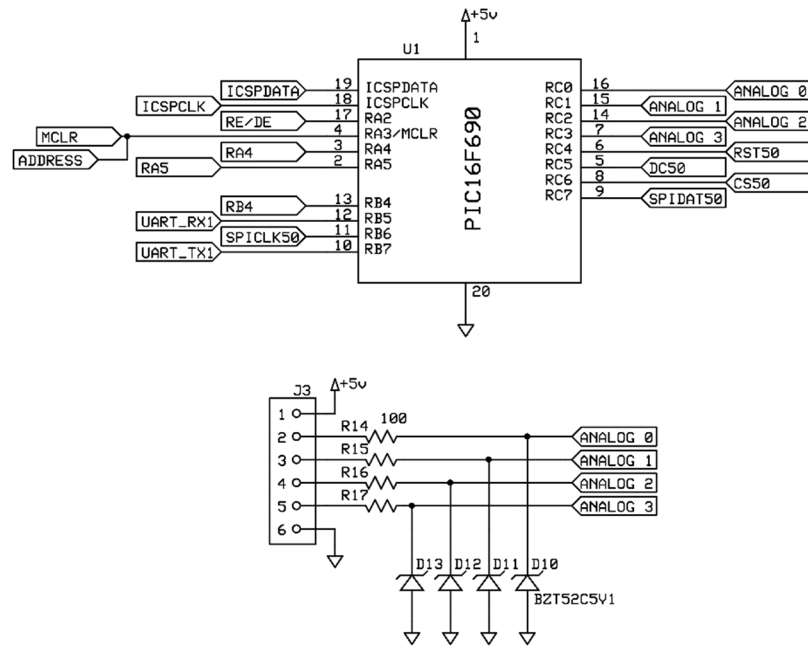 +5v
1
U1
ICSPDATA 19 ICSPDATA RC0 16 ANALOG 0
ICSPCLK 18 ICSPCLK RC1 15 ANALOG 1
RE/DE 17 RA2 RC2 14 ANALOG 2
MCLR 4 RA3/MCLR RC3 7 ANALOG 3
RA4 3 RA4 RC4 6 RST50
ADDRESS
RA5 2 RA5 RC5 5 DC50
RC6 8 CS50
RC7 9 SPIDAT50
PIC16F690
RB4 13 RB4
UART_RX1 12 RB5
SPICLK50 11 RB6
UART_TX1 10 RB7
20
J3 +5v
1
R14 100
2 ANALOG 0
R15
3 ANALOG 1
R16
4 ANALOG 2
R17
5 ANALOG 3
6
D13 D12 D11 D10
BZT52C5V1